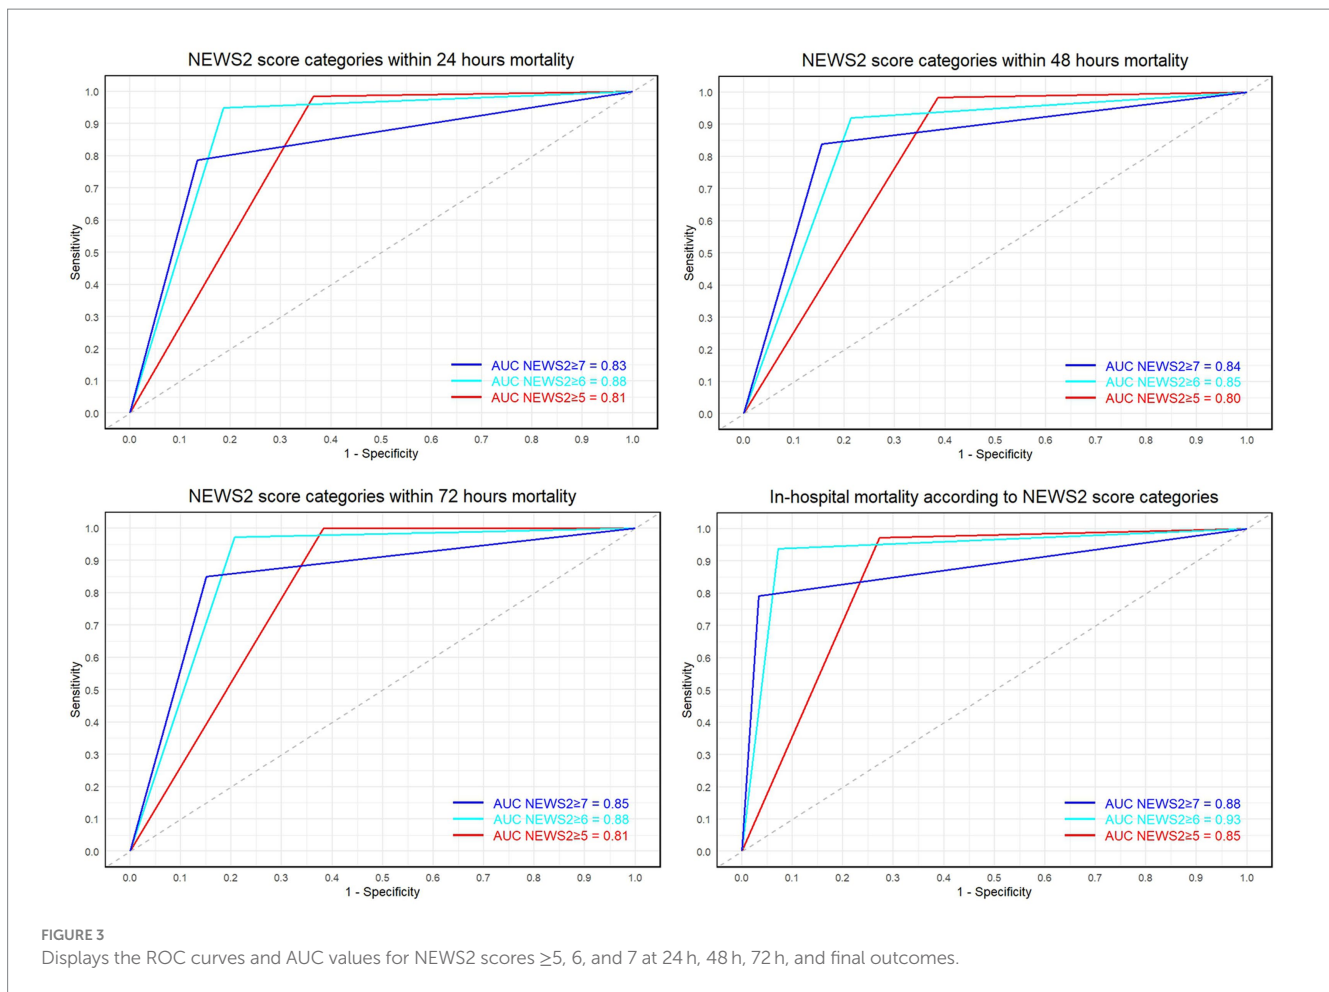 NEWS2 score categories within 24 hours mortality
1.0
0.9
0.8
0.7
0.6
0.5
0.4
0.3
0.2
0.1
0.0
Sensitivity
AUC NEWS2≥7 = 0.83
AUC NEWS2≥6 = 0.88
AUC NEWS2≥5 = 0.81
0.0 0.1 0.2 0.3 0.4 0.5 0.6 0.7 0.8 0.9 1.0
1 - Specificity
NEWS2 score categories within 48 hours mortality
1.0
0.9
0.8
0.7
0.6
0.5
0.4
0.3
0.2
0.1
0.0
Sensitivity
AUC NEWS2≥7 = 0.84
AUC NEWS2≥6 = 0.85
AUC NEWS2≥5 = 0.80
0.0 0.1 0.2 0.3 0.4 0.5 0.6 0.7 0.8 0.9 1.0
1 - Specificity
NEWS2 score categories within 72 hours mortality
1.0
0.9
0.8
0.7
0.6
0.5
0.4
0.3
0.2
0.1
0.0
Sensitivity
AUC NEWS2≥7 = 0.85
AUC NEWS2≥6 = 0.88
AUC NEWS2≥5 = 0.81
0.0 0.1 0.2 0.3 0.4 0.5 0.6 0.7 0.8 0.9 1.0
1 - Specificity
In-hospital mortality according to NEWS2 score categories
1.0
0.9
0.8
0.7
0.6
0.5
0.4
0.3
0.2
0.1
0.0
Sensitivity
AUC NEWS2≥7 = 0.88
AUC NEWS2≥6 = 0.93
AUC NEWS2≥5 = 0.85
0.0 0.1 0.2 0.3 0.4 0.5 0.6 0.7 0.8 0.9 1.0
1 - Specificity
FIGURE 3
Displays the ROC curves and AUC values for NEWS2 scores ≥5, 6, and 7 at 24 h, 48 h, 72 h, and final outcomes.